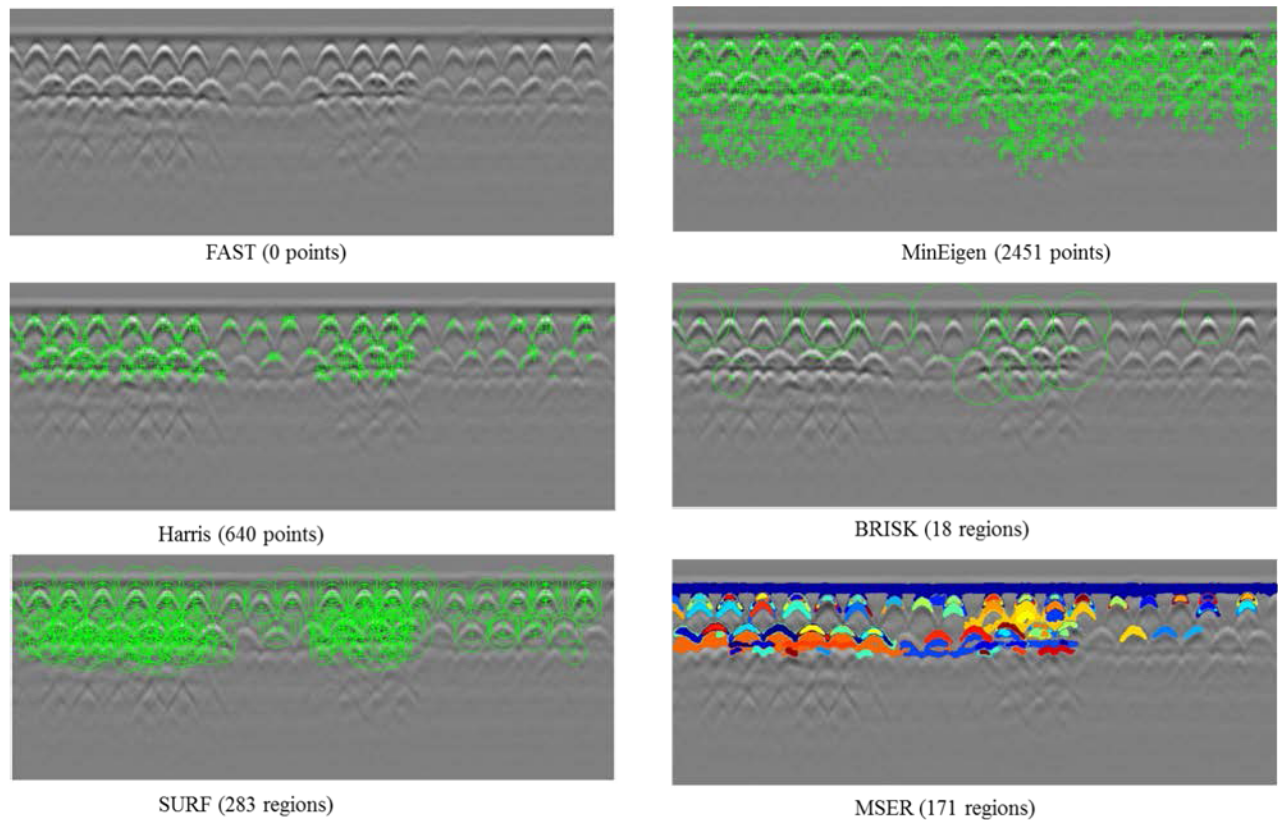 FAST (0 points)
MinEigen (2451 points)
Harris (640 points)
BRISK (18 regions)
SURF (283 regions)
MSER (171 regions)